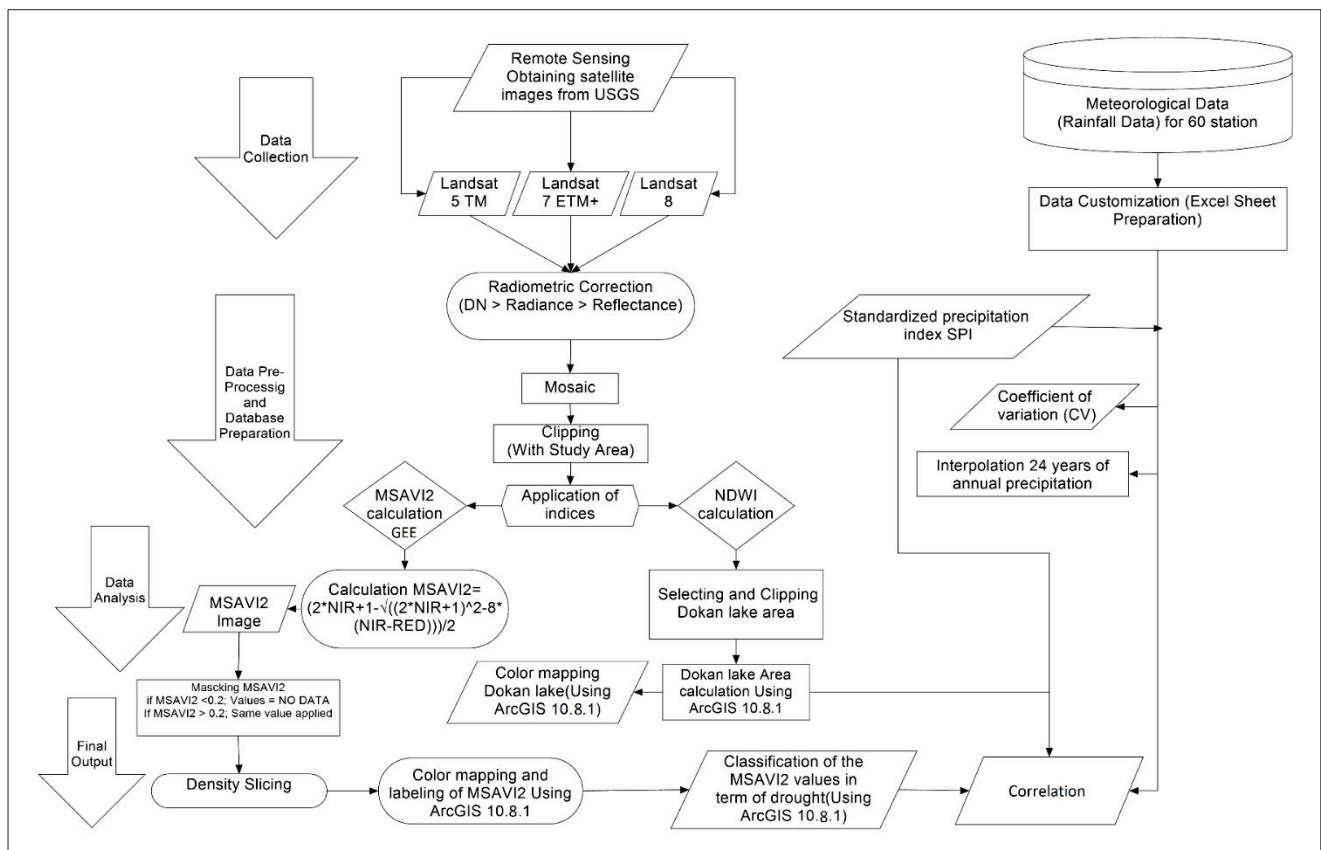 Remote Sensing
Obtaining satellite
images from USGS
Meteorological Data
(Rainfall Data) for 60 station
Data
Collection
Landsat
5 TM
Landsat
7 ETM+
Landsat
8
Data Customization (Excel Sheet
Preparation)
Radiometric Correction
(DN > Radiance > Reflectance)
Standardized precipitation
index SPI
Data Pre-
Processig
and
Database
Preparation
Mosaic
Coefficient of
variation (CV)
Clipping
(With Study Area)
Interpolation 24 years of
annual precipitation
MSAVI2
calculation
GEE
Application of
indices
NDWI
calculation
Data
Analysis
MSAVI2
Image
Calculation MSAVI2=
(2*NIR+1-√((2*NIR+1)^2-8*
(NIR-RED)))/2
Selecting and Clipping
Dokan lake area
Color mapping
Dokan lake(Using
ArcGIS 10.8.1)
Dokan lake Area
calculation Using
ArcGIS 10.8.1
Mascking MSAVI2
if MSAVI2 <0.2; Values = NO DATA
If MSAVI2 > 0.2; Same value applied
Final
Output
Density Slicing
Color mapping and
labeling of MSAVI2 Using
ArcGIS 10.8.1
Classification of the
MSAVI2 values in
term of drought(Using
ArcGIS 10.8.1)
Correlation